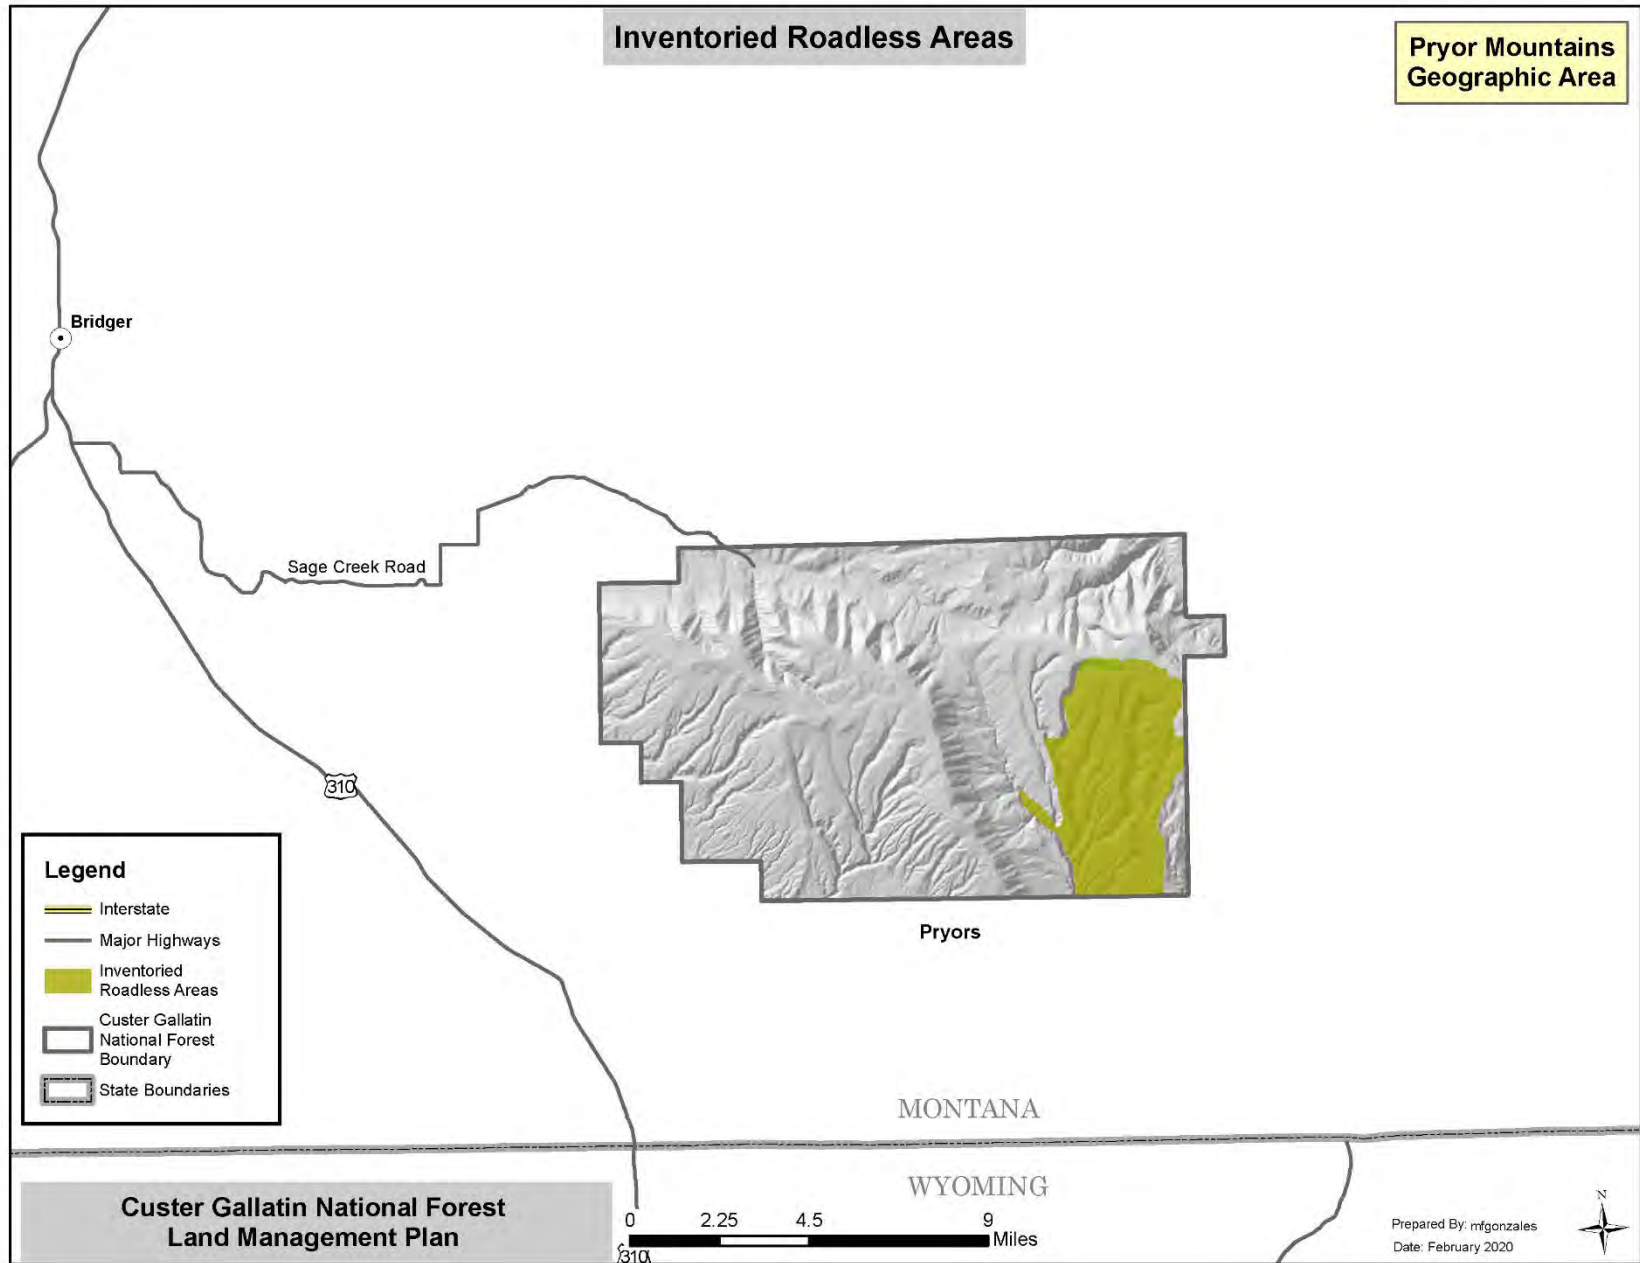 Inventoried Roadless Areas
Pryor Mountains
Geographic Area
Bridger
Sage Creek Road
310
Pryors
Legend
Interstate
Major Highways
Inventoried
Roadless Areas
Custer Gallatin
National Forest
Boundary
State Boundaries
MONTANA
WYOMING
Custer Gallatin National Forest
Land Management Plan
0 2.25 4.5 9
Miles
310
N
Prepared By: mfgonzales
Date: February 2020